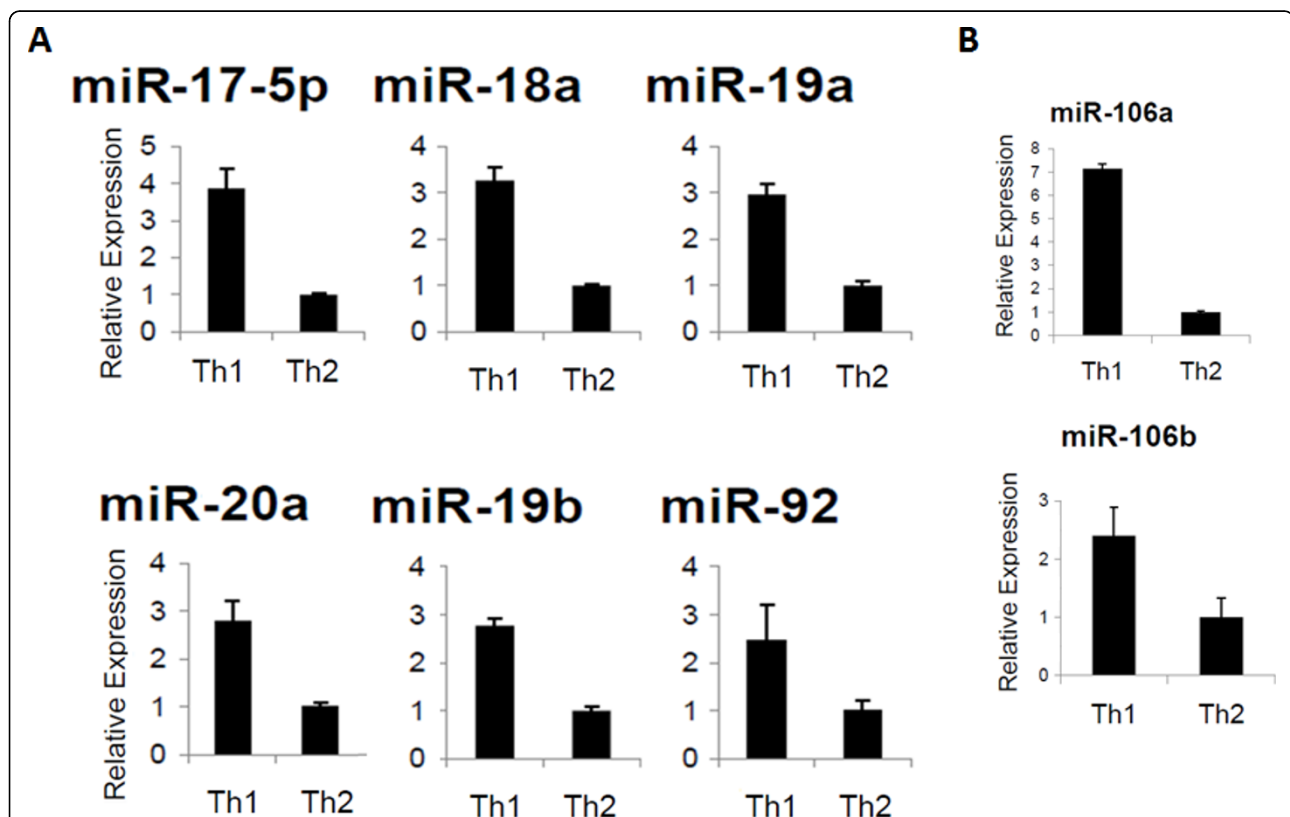 A
B
miR-17-5p miR-18a miR-19a
Relative Expression
5
4
3
2
1
0
Th1 Th2
4
3
2
1
0
Th1 Th2
4
3
2
1
0
Th1 Th2
miR-20a miR-19b miR-92
Relative Expression
4
3
2
1
0
Th1 Th2
4
3
2
1
0
Th1 Th2
4
3
2
1
0
Th1 Th2
miR-106a
Relative Expression
8
7
6
5
4
3
2
1
0
Th1 Th2
miR-106b
Relative Expression
3
2
1
0
Th1 Th2